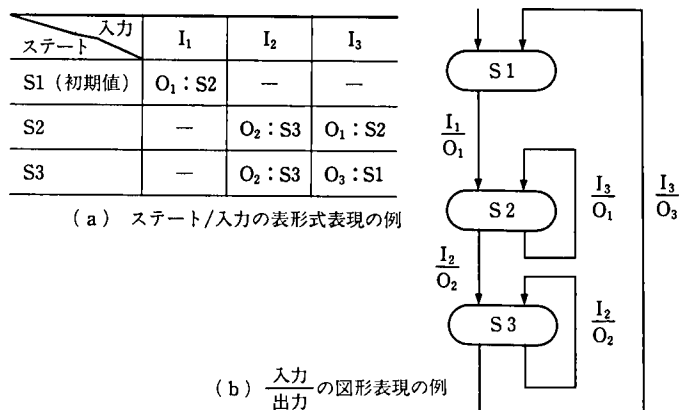 入力
ステート I₁ I₂ I₃
S1（初期値） O₁：S2 — —
S2 — O₂：S3 O₁：S2
S3 — O₂：S3 O₃：S1
(a) ステート/入力の表形式表現の例
S1
I₁/O₁
S2
I₃/O₁
I₃/O₃
I₂/O₂
S3
I₂/O₂
(b) 入力/出力 の図形表現の例